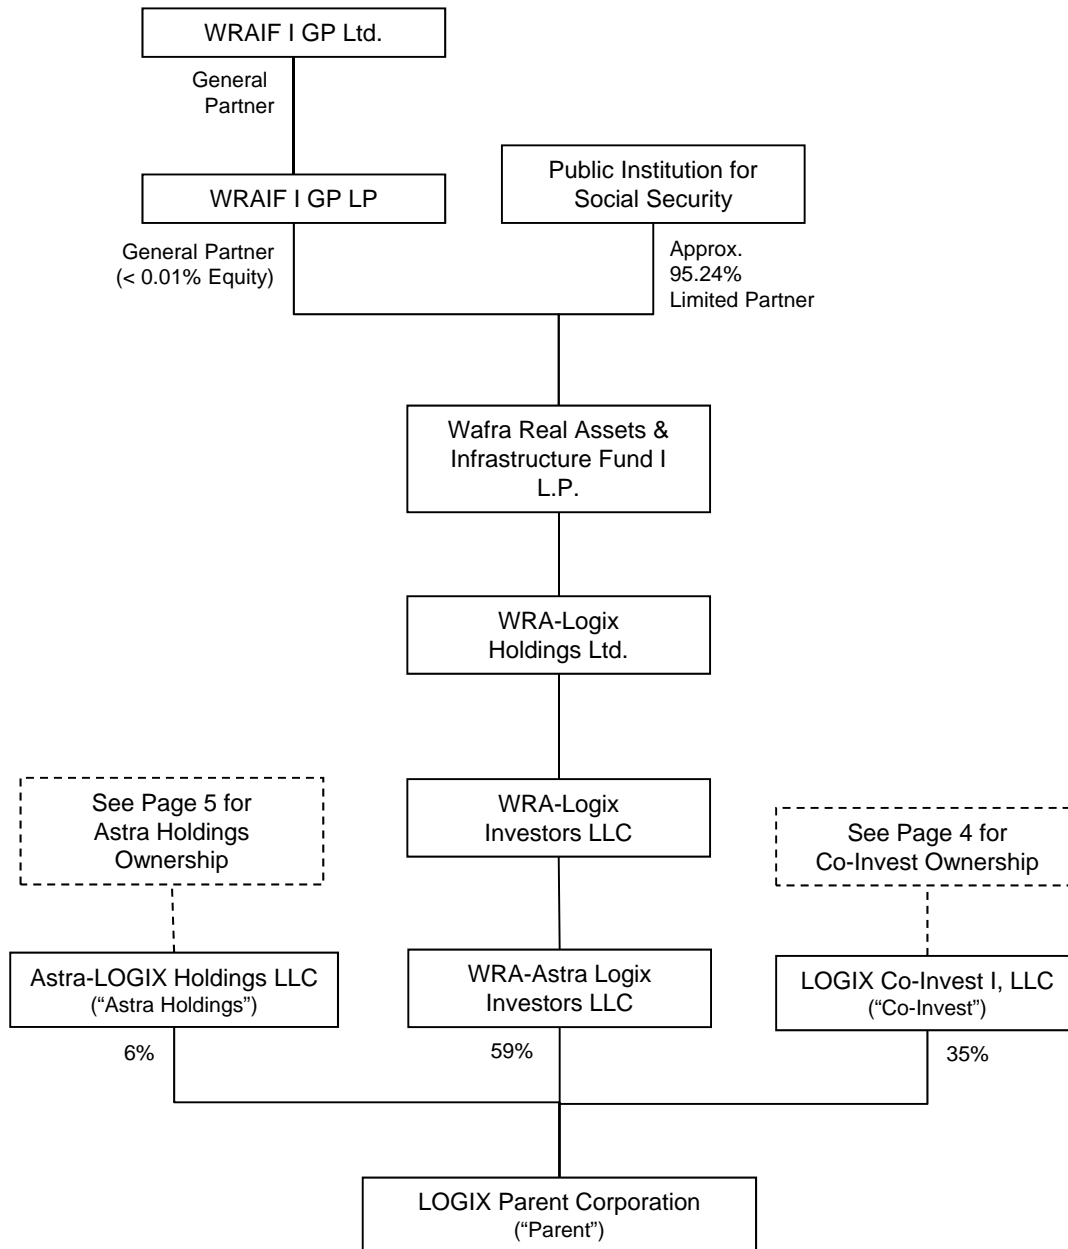 WRAIF I GP Ltd.
General
Partner
WRAIF I GP LP
Public Institution for
Social Security
General Partner
(< 0.01% Equity)
Approx.
95.24%
Limited Partner
Wafra Real Assets &
Infrastructure Fund I
L.P.
WRA-Logix
Holdings Ltd.
See Page 5 for
Astra Holdings
Ownership
WRA-Logix
Investors LLC
See Page 4 for
Co-Invest Ownership
Astra-LOGIX Holdings LLC
(“Astra Holdings”)
WRA-Astra Logix
Investors LLC
LOGIX Co-Invest I, LLC
(“Co-Invest”)
6%
59%
35%
LOGIX Parent Corporation
(“Parent”)